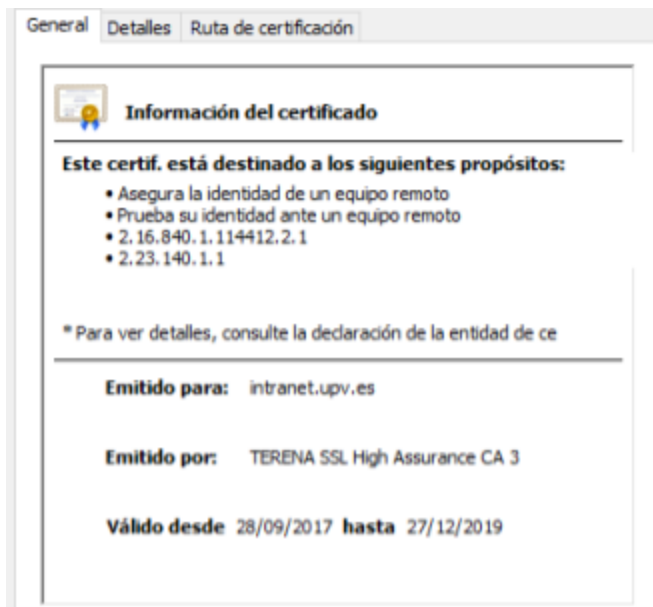 General Detalles Ruta de certificación
Información del certificado
Este certif. está destinado a los siguientes propósitos:
• Asegura la identidad de un equipo remoto
• Prueba su identidad ante un equipo remoto
• 2.16.840.1.114412.2.1
• 2.23.140.1.1
* Para ver detalles, consulte la declaración de la entidad de ce
Emitido para: intranet.upv.es
Emitido por: TERENA SSL High Assurance CA 3
Válido desde 28/09/2017 hasta 27/12/2019